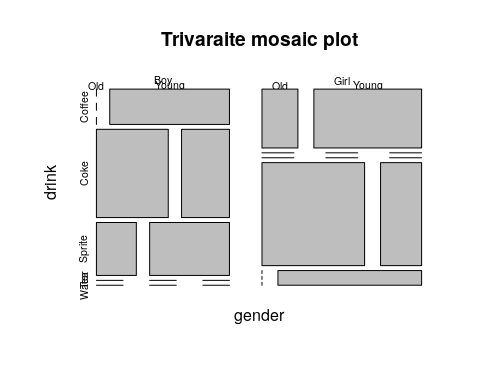 Trivaraite mosaic plot
Boy
Girl
Old
Young
Old
Young
Coffee
Coke
Sprite
Tea
Water
drink
gender